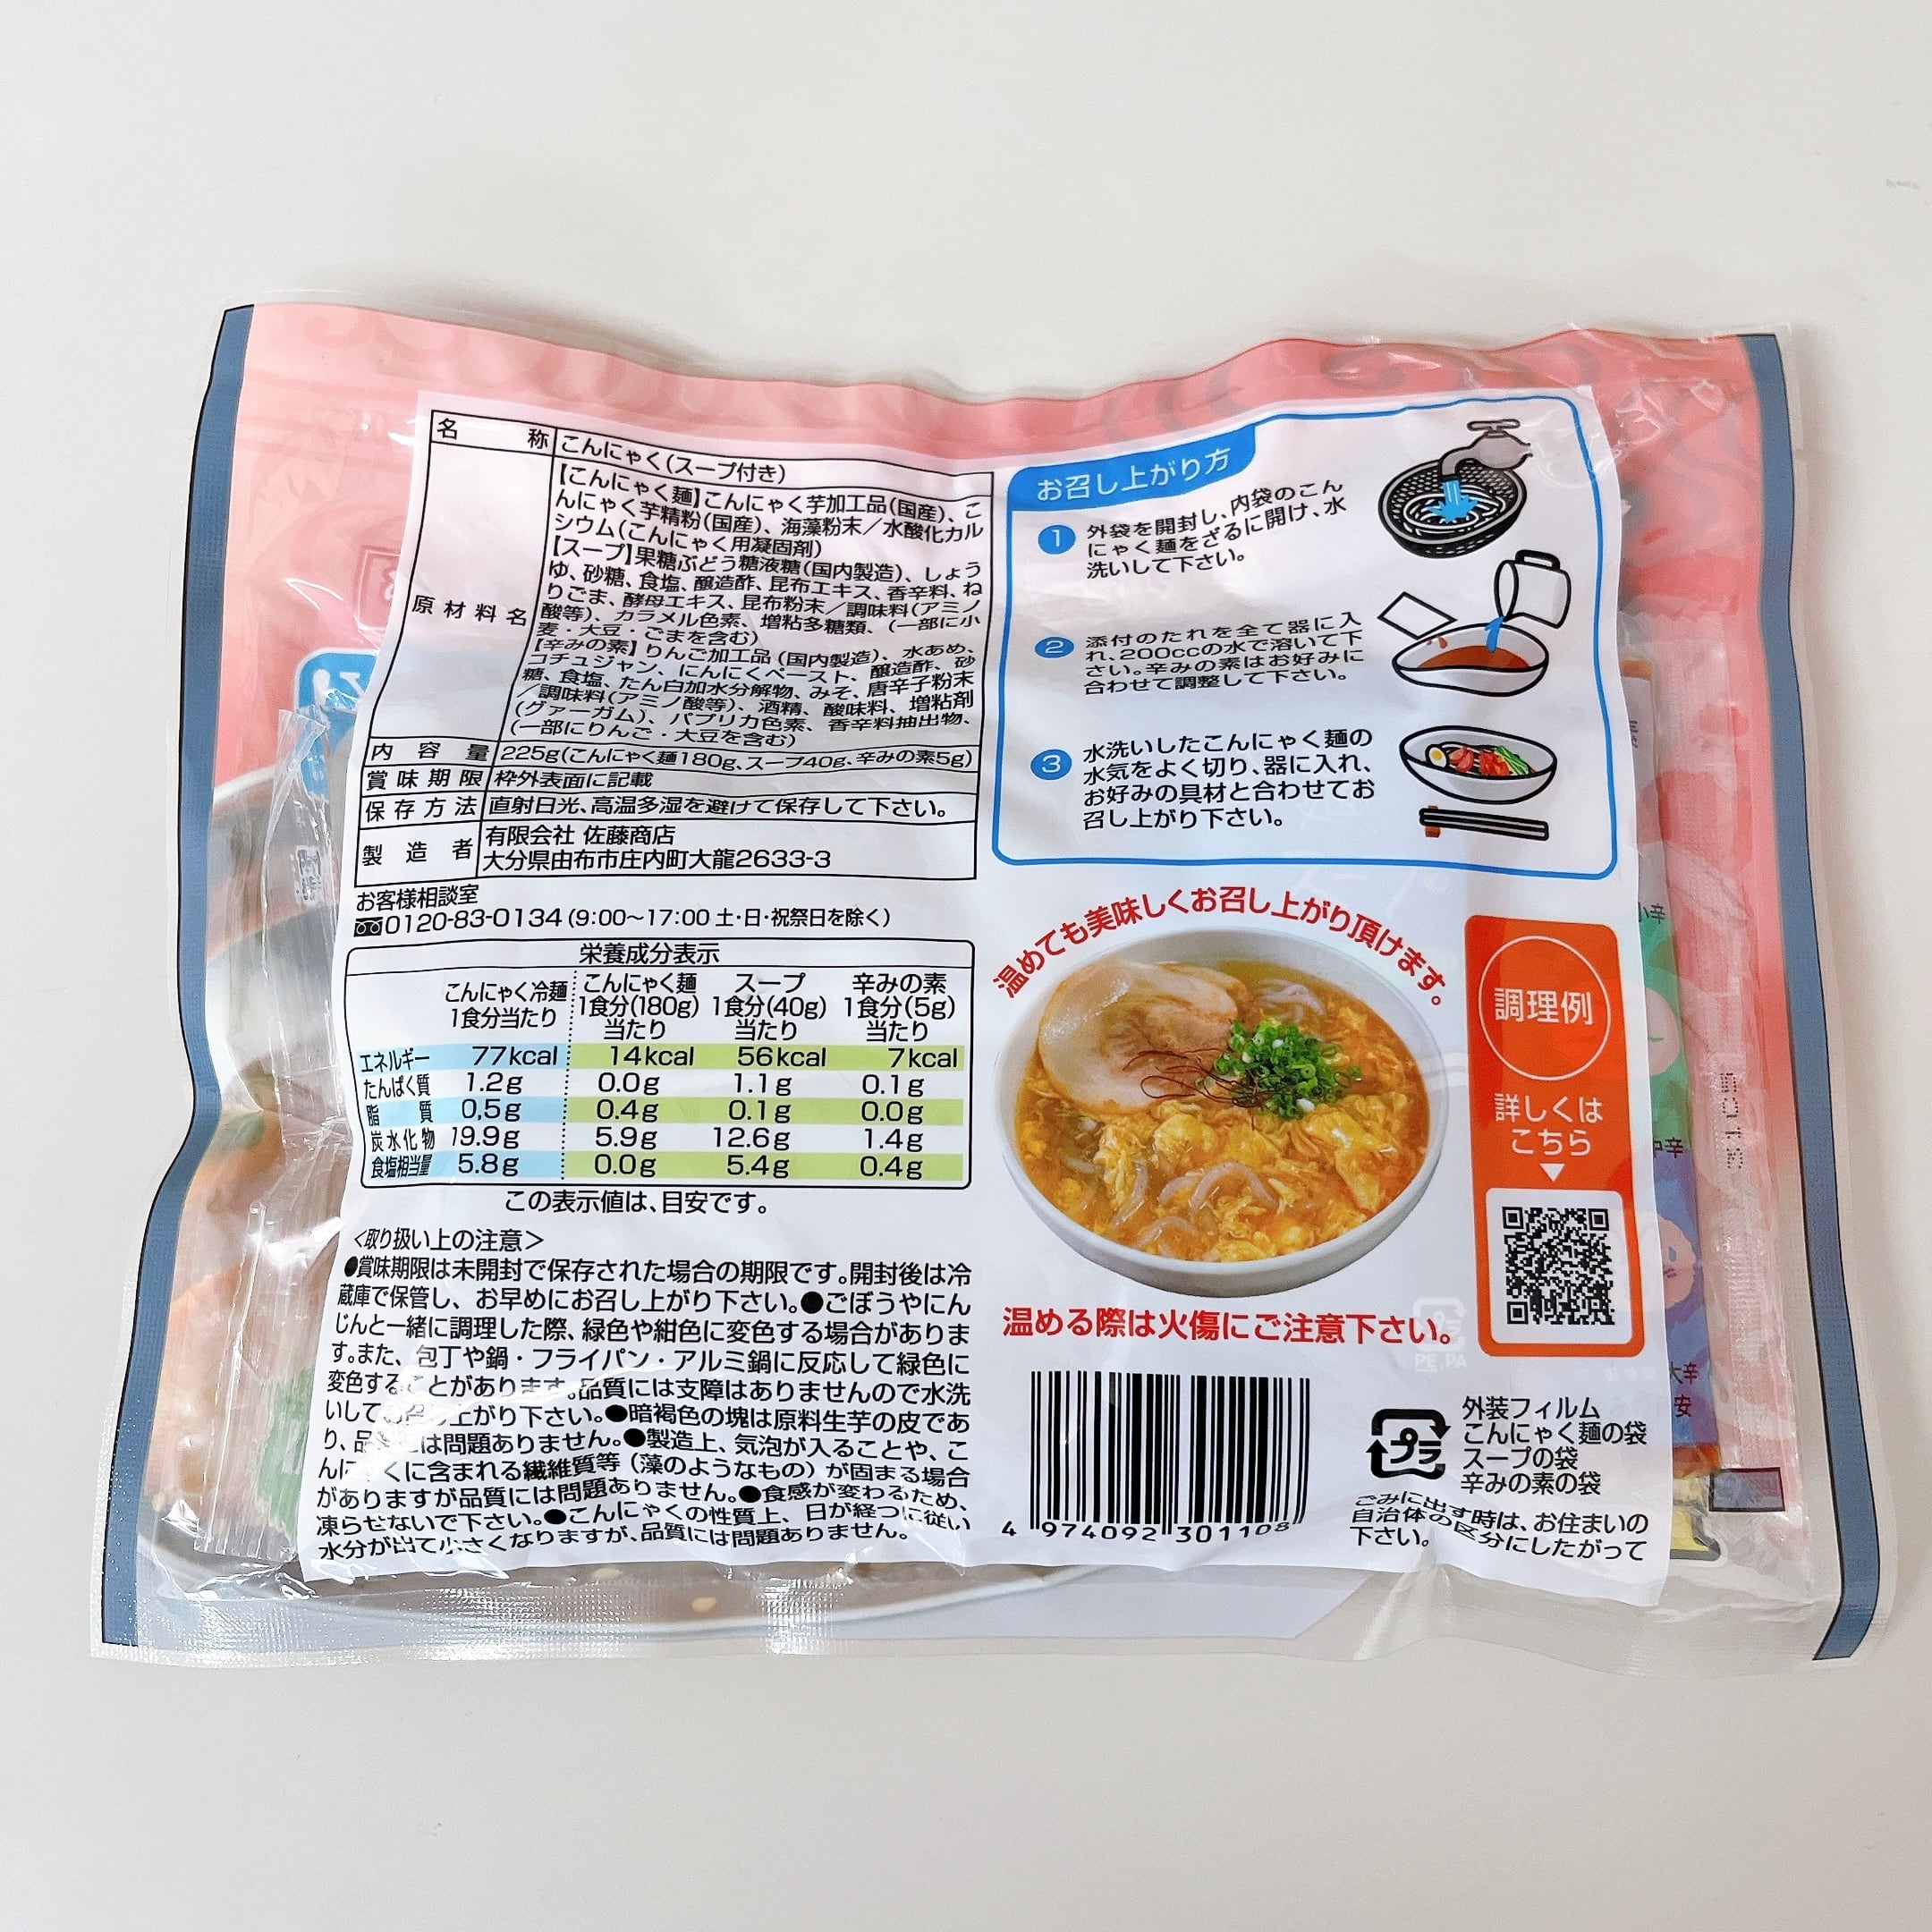 名称 こんにゃく(スープ付き)
原材料名
【こんにゃく麺】こんにゃく芋加工品(国産)、こ
んにゃく芋精粉(国産)、海藻粉末／水酸化カル
シウム(こんにゃく用凝固剤)
【スープ】果糖ぶどう糖液糖(国内製造)、しょう
ゆ、砂糖、食塩、醸造酢、昆布エキス、香辛料、ね
りごま、酵母エキス、昆布粉末／調味料(アミノ
酸等)、カラメル色素、増粘多糖類、(一部に小
麦・大豆・ごまを含む)
【辛みの素】りんご加工品(国内製造)、水あめ、
コチュジャン、にんにくペースト、醸造酢、砂
糖、食塩、たん白加水分解物、みそ、唐辛子粉末
／調味料(アミノ酸等)、酒精、酸味料、増粘剤
(グァーガム)、パプリカ色素、香辛料抽出物、
(一部にりんご・大豆を含む)
内容量 225g(こんにゃく麺180g、スープ40g、辛みの素5g)
賞味期限 枠外表面に記載
保存方法 直射日光、高温多湿を避けて保存して下さい。
製造者 有限会社 佐藤商店
大分県由布市庄内町大龍2633-3
お客様相談室
0120-83-0134(9:00～17:00 土・日・祝祭日を除く)
栄養成分表示
こんにゃく冷麺 こんにゃく麺 スープ 辛みの素
1食分当たり 1食分(180g) 1食分(40g) 1食分(5g)
当たり 当たり 当たり
エネルギー 77kcal 14kcal 56kcal 7kcal
たんぱく質 1.2g 0.0g 1.1g 0.1g
脂質 0.5g 0.4g 0.1g 0.0g
炭水化物 19.9g 5.9g 12.6g 1.4g
食塩相当量 5.8g 0.0g 5.4g 0.4g
この表示値は、目安です。
＜取り扱い上の注意＞
●賞味期限は未開封で保存された場合の期限です。開封後は冷
蔵庫で保管し、お早めにお召し上がり下さい。●ごぼうやにん
じんと一緒に調理した際、緑色や紺色に変色する場合がありま
す。また、包丁や鍋・フライパン・アルミ鍋に反応して緑色に
変色することがあります。品質には支障はありませんので水洗
いしてお召し上がり下さい。●暗褐色の塊は原料生芋の皮であ
り、品質には問題ありません。●製造上、気泡が入ることや、こ
んにゃくに含まれる繊維質等(藻のようなもの)が固まる場合
がありますが品質には問題ありません。●食感が変わるため、
凍らせないで下さい。●こんにゃくの性質上、日が経つに従い
水分が出て小さくなりますが、品質には問題ありません。
お召し上がり方
1 外袋を開封し、内袋のこん
にゃく麺をざるに開け、水
洗いして下さい。
2 添付のたれを全て器に入
れ、200ccの水で溶いて下
さい。辛みの素はお好みに
合わせて調整して下さい。
3 水洗いしたこんにゃく麺の
水気をよく切り、器に入れ、
お好みの具材と合わせてお
召し上がり下さい。
温めても美味しくお召し上がり頂けます。
調理例
詳しくは
こちら
▼
温める際は火傷にご注意下さい。
PE,PA
4 974092 301108
プラ
外装フィルム
こんにゃく麺の袋
スープの袋
辛みの素の袋
ごみに出す時は、お住まいの
自治体の区分にしたがって
下さい。
小辛
中辛
大辛